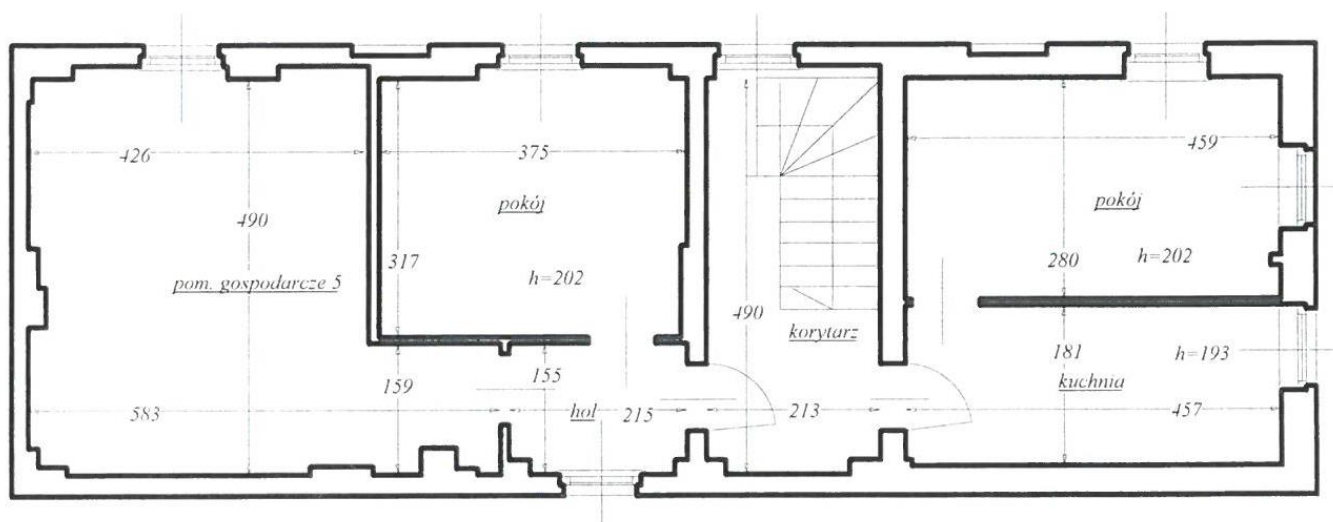 426
490
pom. gospodarcze 5
583
159
375
pokój
317
h=202
155
hol
215
490
korytarz
213
459
pokój
280
h=202
181
h=193
kuchnia
457